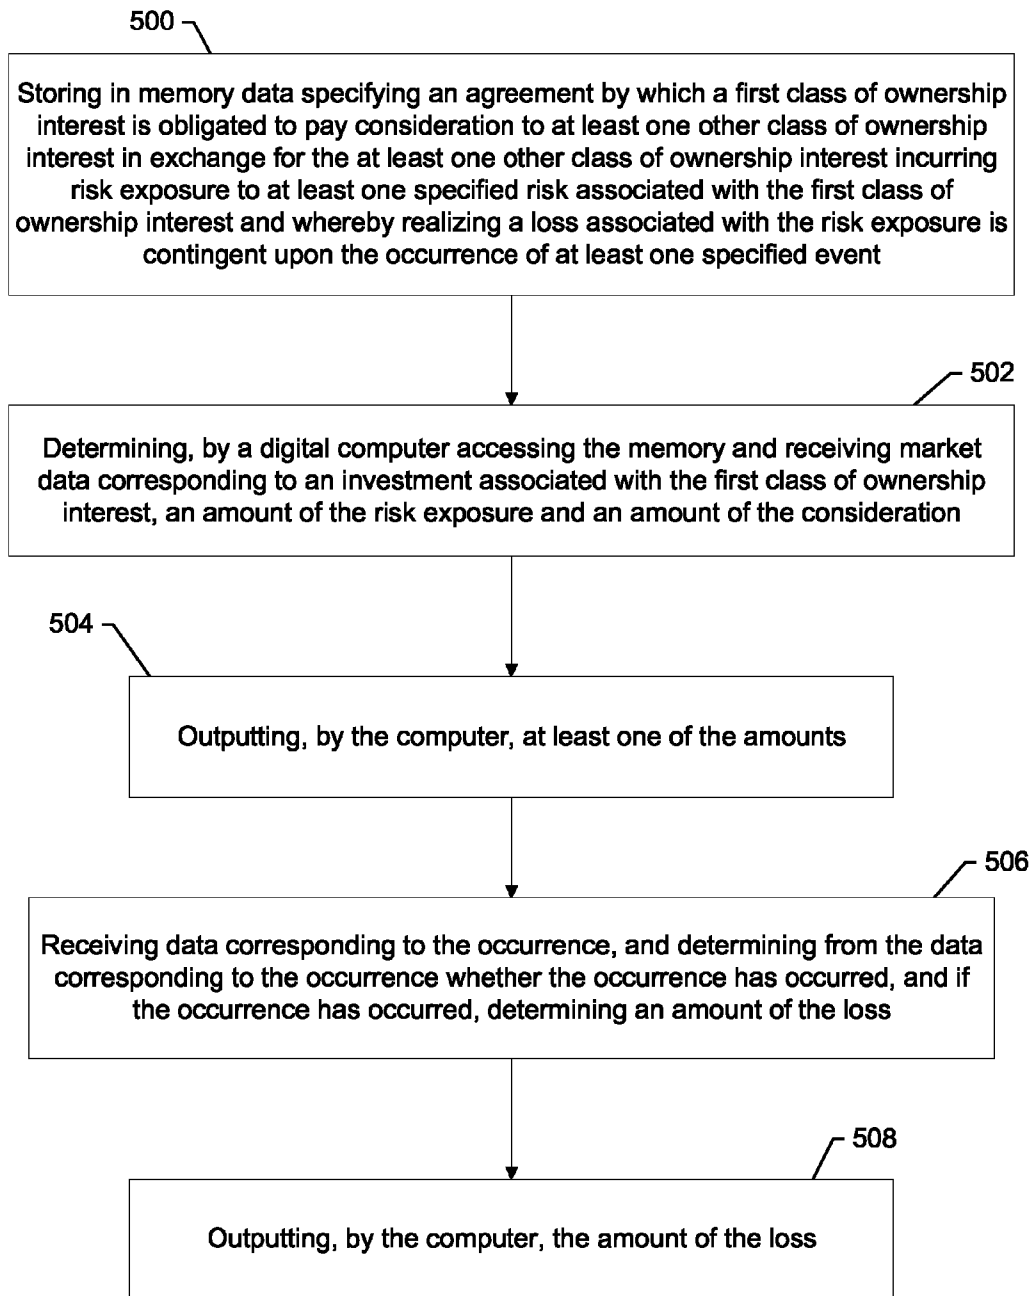 500
Storing in memory data specifying an agreement by which a first class of ownership
interest is obligated to pay consideration to at least one other class of ownership
interest in exchange for the at least one other class of ownership interest incurring
risk exposure to at least one specified risk associated with the first class of
ownership interest and whereby realizing a loss associated with the risk exposure is
contingent upon the occurrence of at least one specified event
502
Determining, by a digital computer accessing the memory and receiving market
data corresponding to an investment associated with the first class of ownership
interest, an amount of the risk exposure and an amount of the consideration
504
Outputting, by the computer, at least one of the amounts
506
Receiving data corresponding to the occurrence, and determining from the data
corresponding to the occurrence whether the occurrence has occurred, and if
the occurrence has occurred, determining an amount of the loss
508
Outputting, by the computer, the amount of the loss